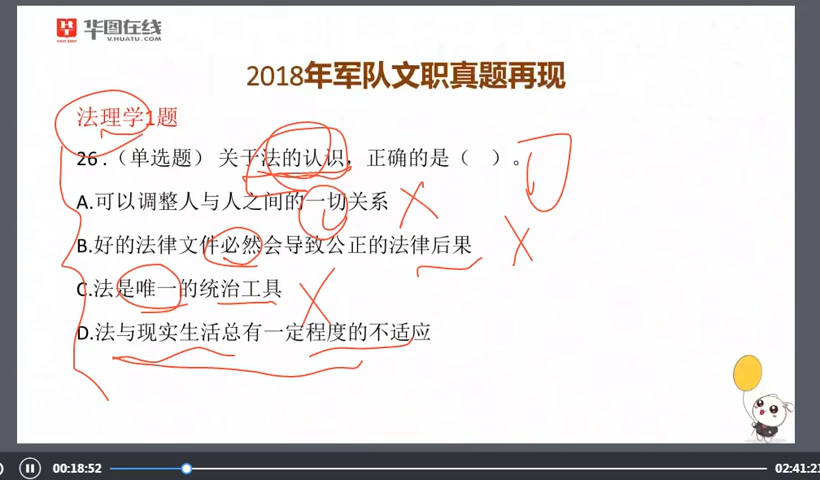 华图在线
V.HUATU.COM
2018年军队文职真题再现
法理学1题
26.（单选题）关于法的认识，正确的是（ ）。
A.可以调整人与人之间的一切关系
B.好的法律文件必然会导致公正的法律后果
C.法是唯一的统治工具
D.法与现实生活总有一定程度的不适应
00:18:52
02:41:21